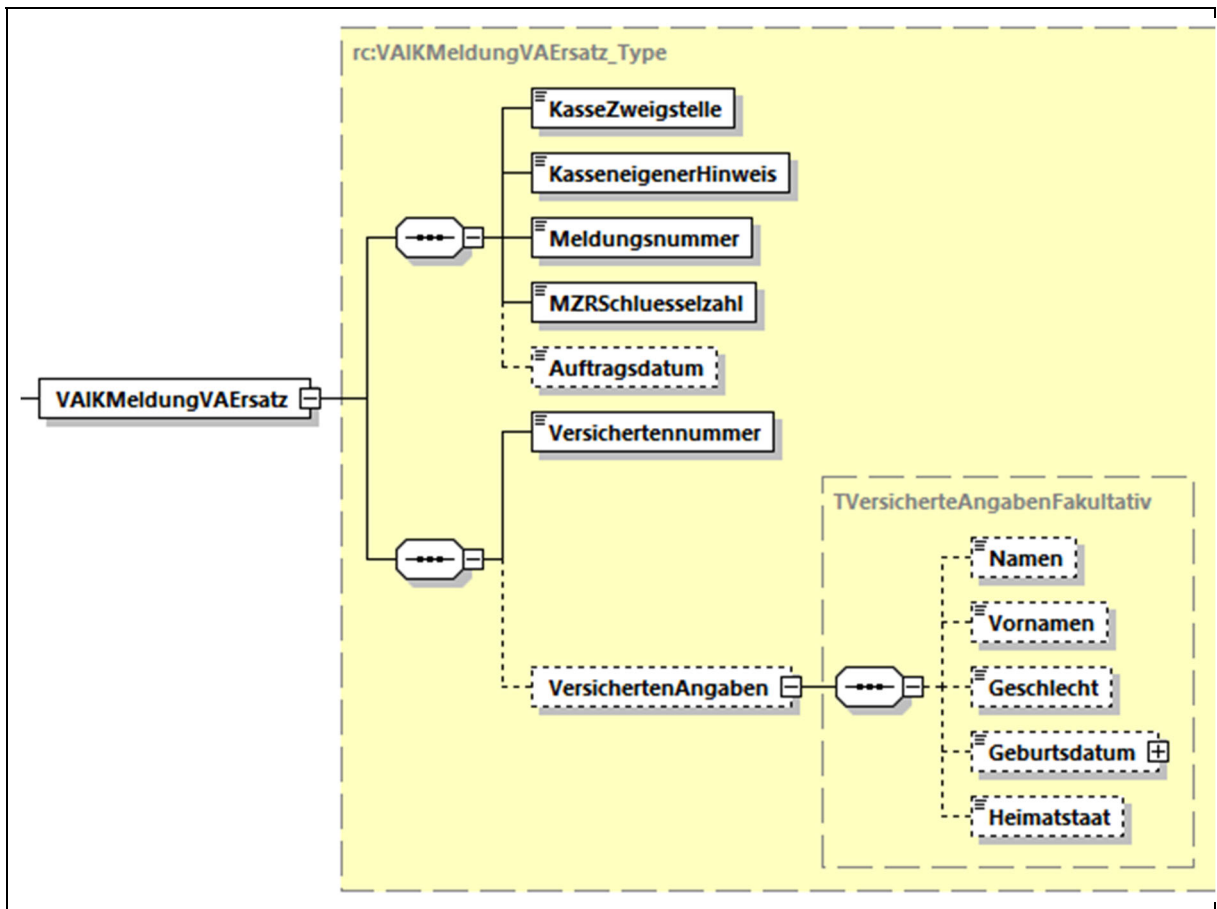 rc:VAIKMeldungVAErsatz_Type
KasseZweigstelle
KasseneigenerHinweis
Meldungsnummer
MZRSchluesselzahl
Auftragsdatum
VAIKMeldungVAErsatz
Versichertennummer
TVersicherteAngabenFakultativ
Namen
Vornamen
VersichertenAngaben
Geschlecht
Geburtsdatum
Heimatstaat